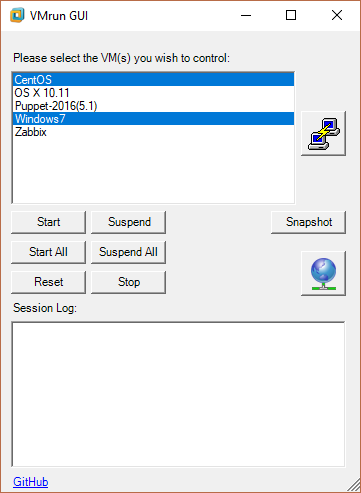 VMrun GUI
Please select the VM(s) you wish to control:
CentOS
OS X 10.11
Puppet-2016(5.1)
Windows7
Zabbix
Start Suspend Snapshot
Start All Suspend All
Reset Stop
Session Log:
GitHub